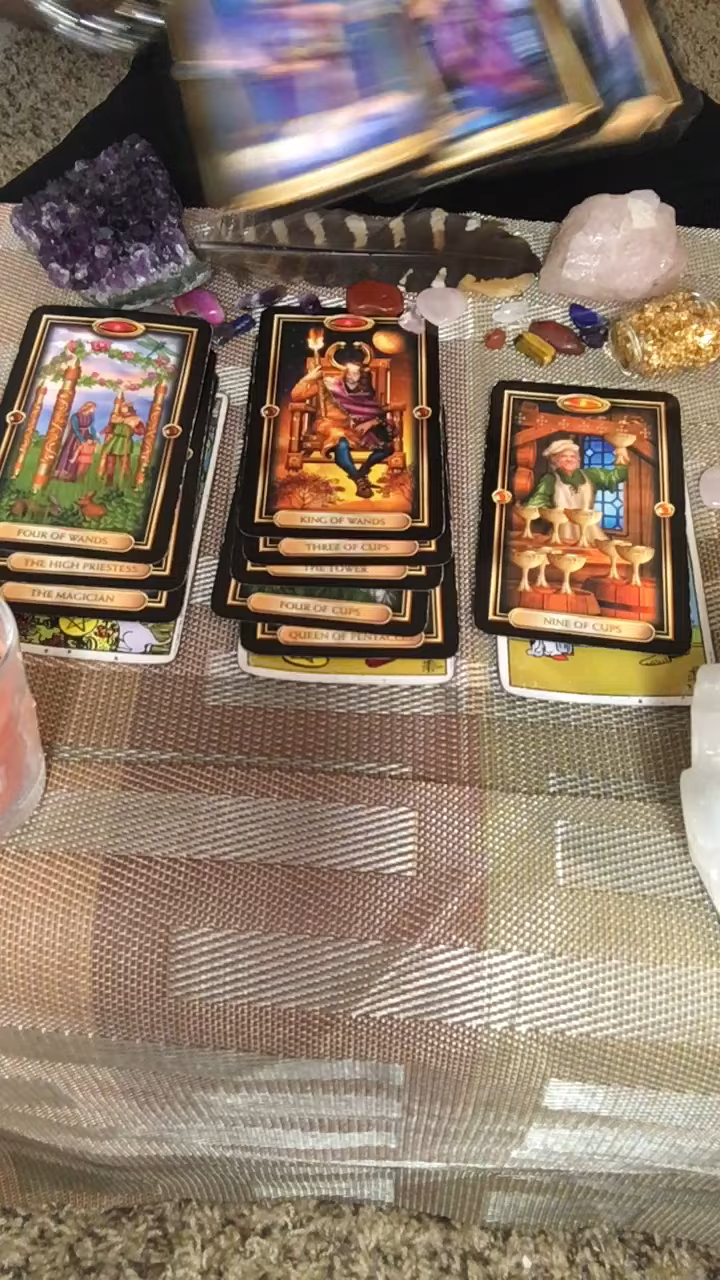 FOUR OF WANDS
THE HIGH PRIESTESS
THE MAGICIAN
KING OF WANDS
THREE OF CUPS
THE TOWER
FOUR OF CUPS
QUEEN OF PENTACLES
NINE OF CUPS